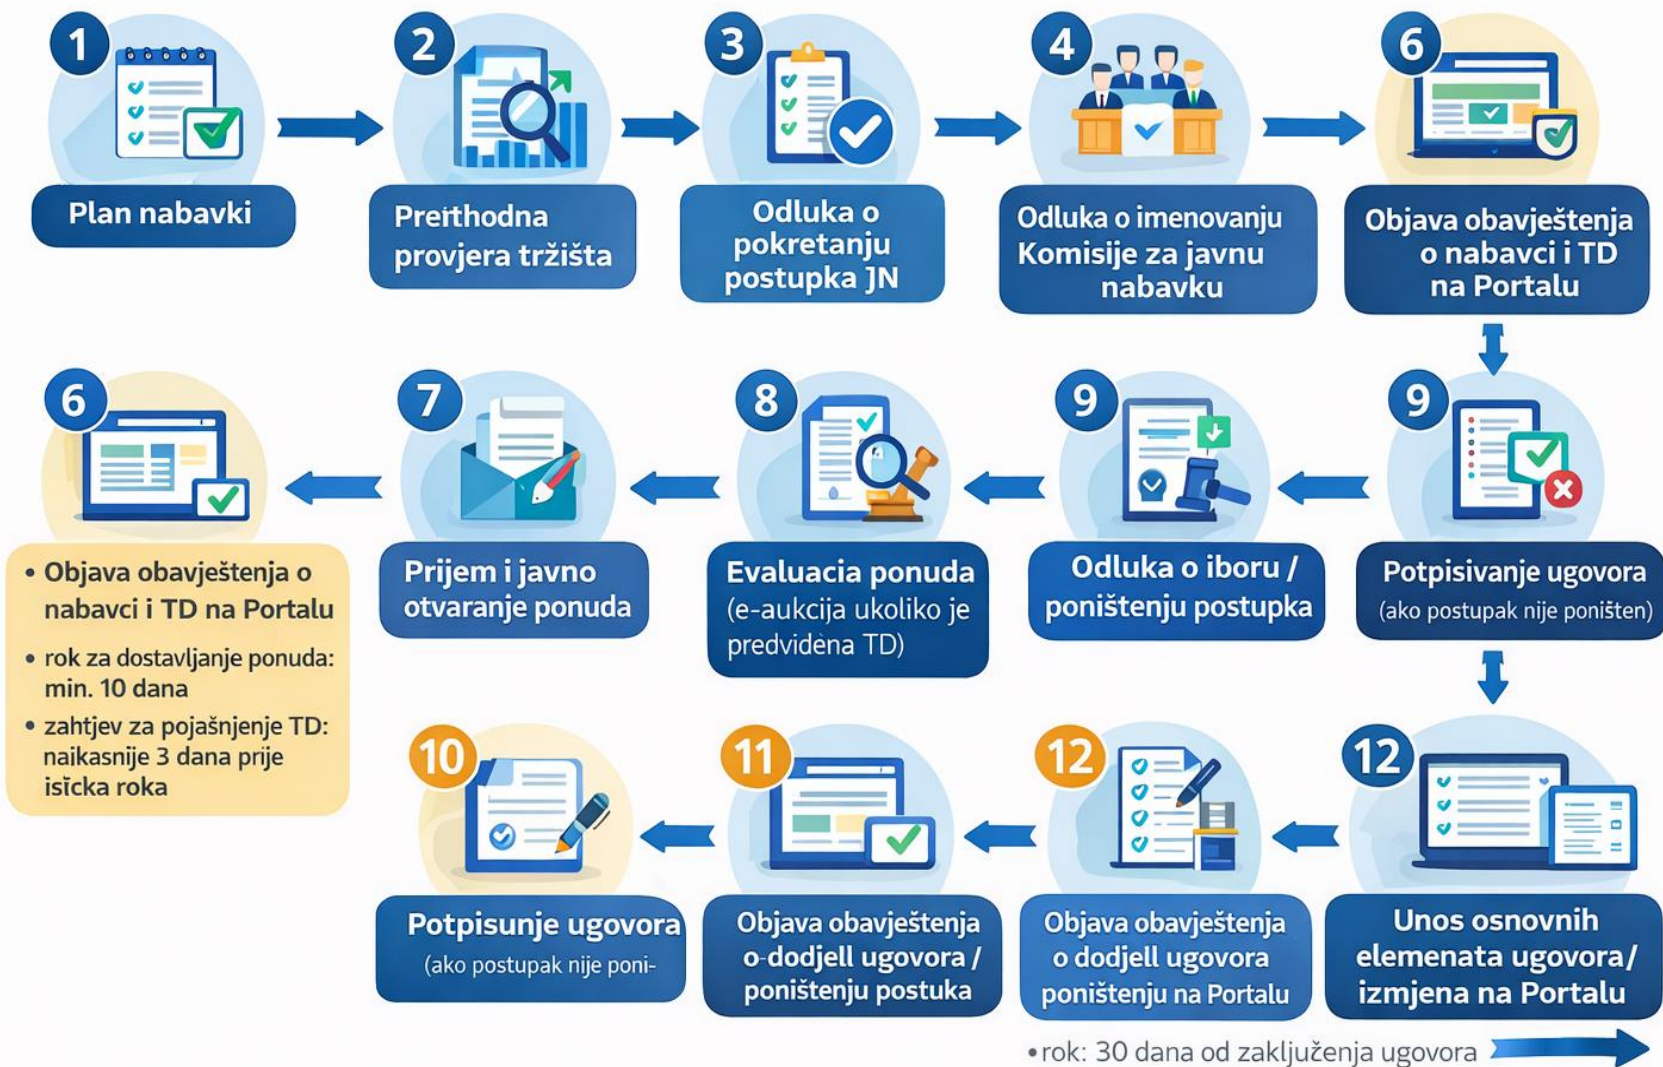 1
Plan nabavki
2
Preithodna
provjera tržišta
3
Odluka o
pokretanju
postupka JN
4
Odluka o imenovanju
Komisije za javnu
nabavku
6
Objava obavještenja
o nabavci i TD
na Portalu
6
• Objava obavještenja o
nabavci i TD na Portalu
• rok za dostavljanje ponuda:
min. 10 dana
• zahtjev za pojašnjenje TD:
naikasnije 3 dana prije
isticka roka
7
Prijem i javno
otvaranje ponuda
8
Evaluacia ponuda
(e-aukcija ukoliko je
predviđena TD)
9
Odluka o iboru /
poništenju postupka
9
Potpisivanje ugovora
(ako postupak nije poništen)
10
Potpisunje ugovora
(ako postupak nije poni-
11
Objava obavještenja
o-dodjell ugovora /
poništenju postuka
12
Objava obavještenja
o dodjell ugovora
poništenju na Portalu
12
Unos osnovnih
elemenata ugovora/
izmjena na Portalu
• rok: 30 dana od zaključenja ugovora